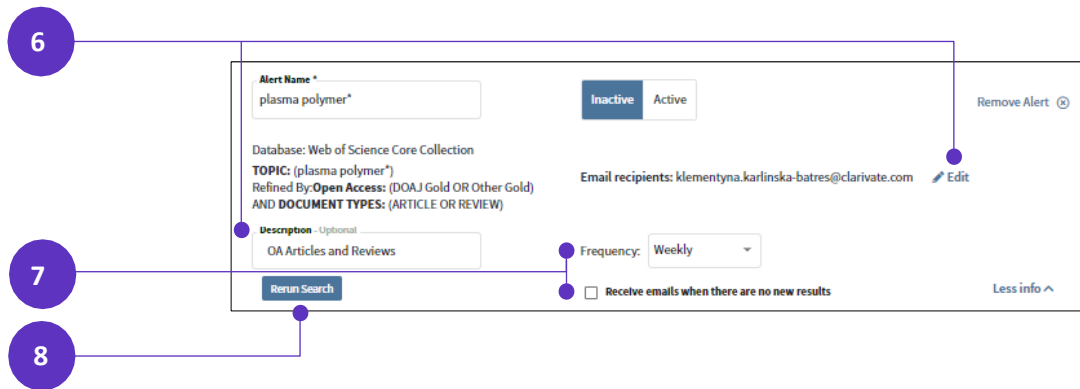 6
Alert Name *
plasma polymer*
Inactive Active
Remove Alert
Database: Web of Science Core Collection
TOPIC: (plasma polymer*)
Refined By:Open Access: (DOAJ Gold OR Other Gold)
AND DOCUMENT TYPES: (ARTICLE OR REVIEW)
Email recipients: klementyna.karlinska-batres@clarivate.com Edit
Description - Optional
OA Articles and Reviews
Frequency: Weekly
7
Rerun Search
Receive emails when there are no new results
Less info
8